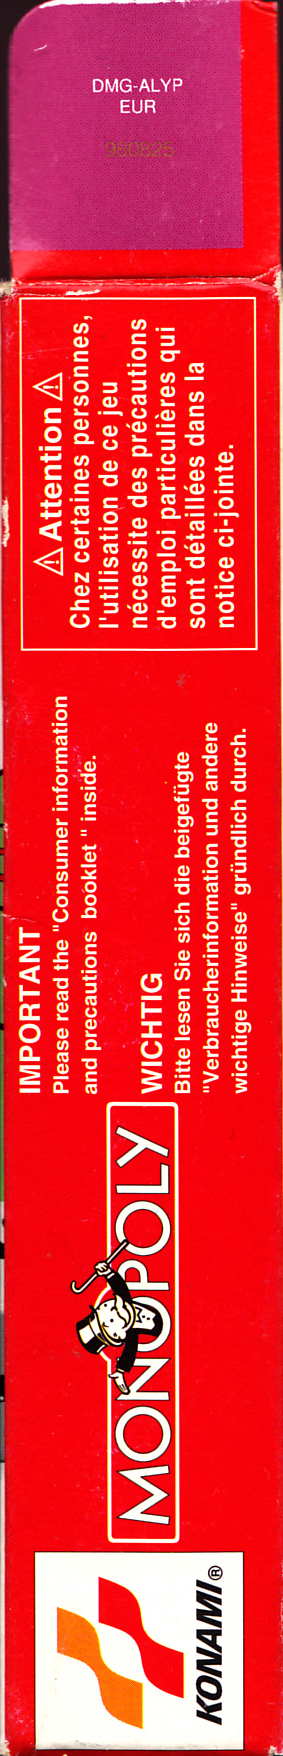 DMG-ALYP
EUR
980825
⚠ Attention ⚠
Chez certaines personnes,
l'utilisation de ce jeu
nécessite des précautions
d'emploi particulières qui
sont détaillées dans la
notice ci-jointe.
IMPORTANT
Please read the "Consumer information
and precautions booklet " inside.
WICHTIG
Bitte lesen Sie sich die beigefügte
"Verbraucherinformation und andere
wichtige Hinweise" gründlich durch.
MONOPOLY
KONAMI®